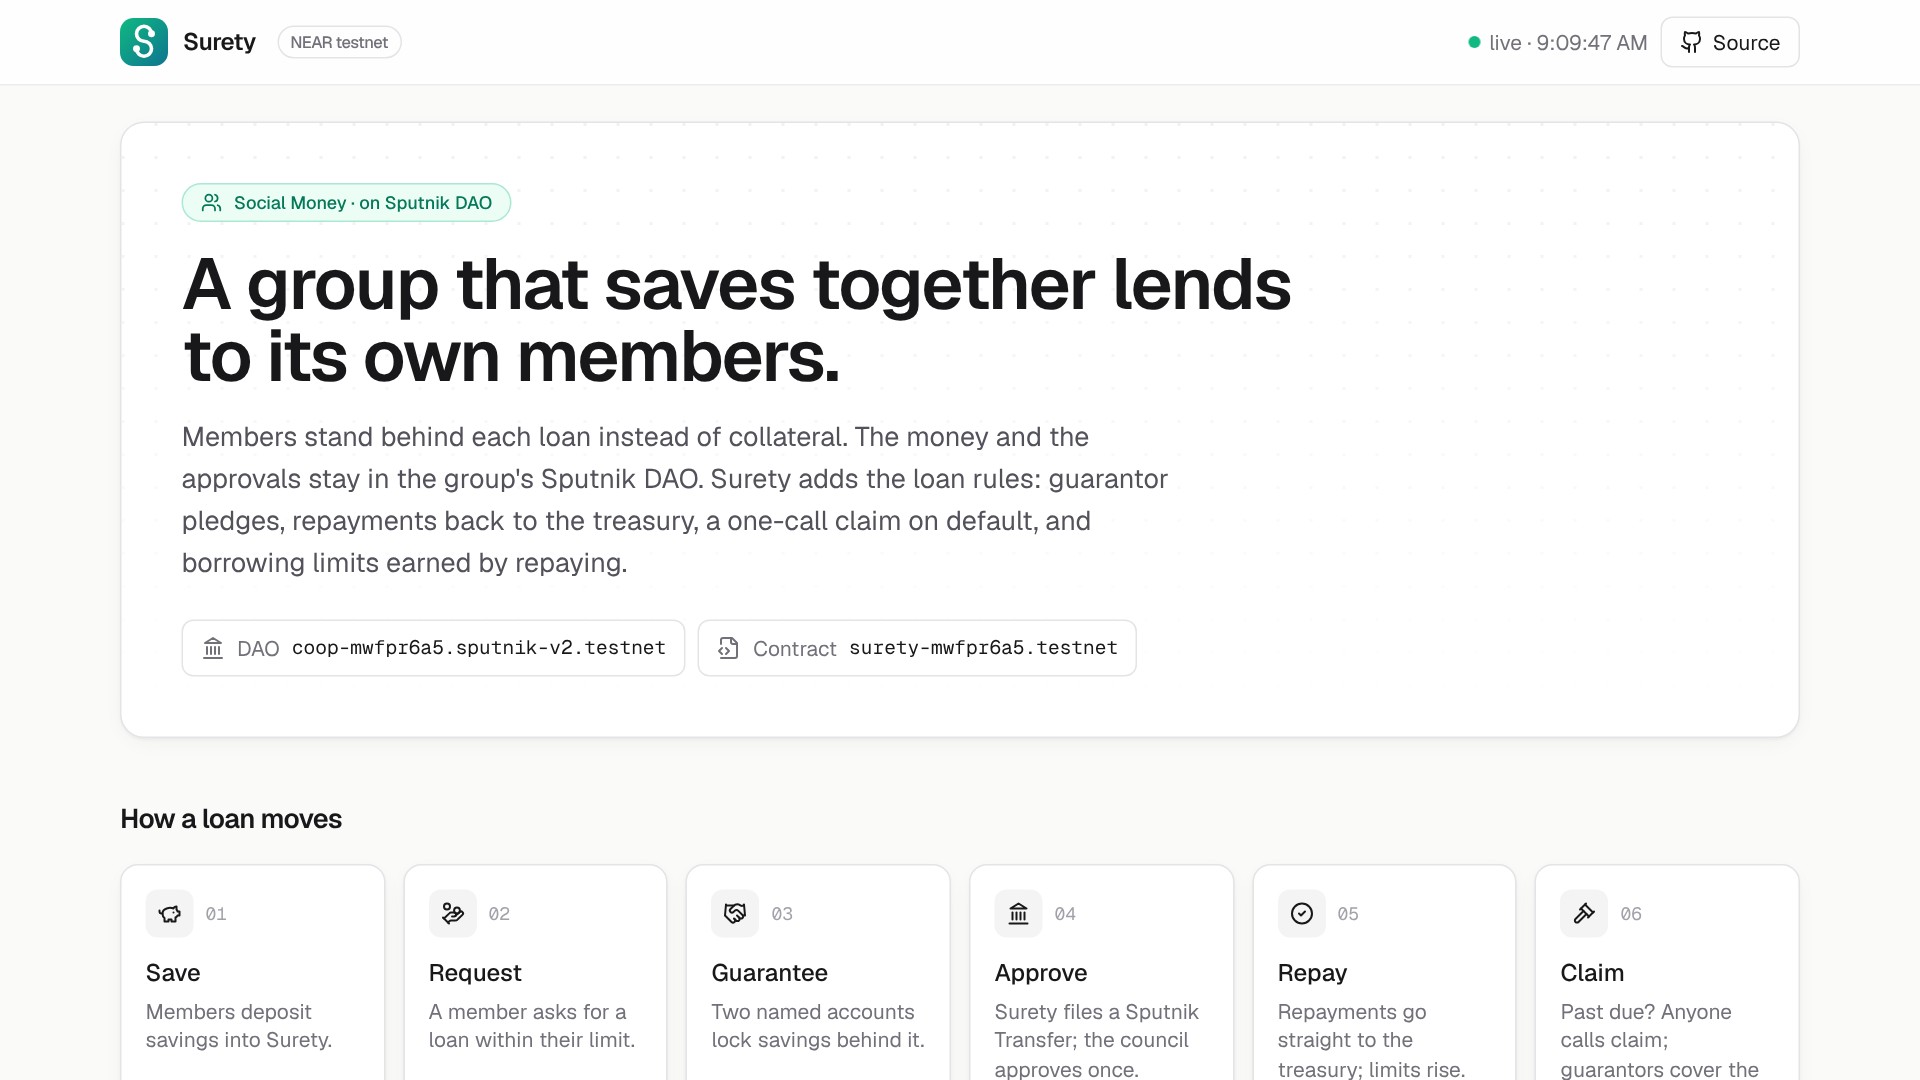 Surety
NEAR testnet
live · 9:09:47 AM
Source
Social Money · on Sputnik DAO
A group that saves together lends
to its own members.
Members stand behind each loan instead of collateral. The money and the
approvals stay in the group's Sputnik DAO. Surety adds the loan rules: guarantor
pledges, repayments back to the treasury, a one-call claim on default, and
borrowing limits earned by repaying.
DAO coop-mwfpr6a5.sputnik-v2.testnet
Contract surety-mwfpr6a5.testnet
How a loan moves
01
Save
Members deposit
savings into Surety.
02
Request
A member asks for a
loan within their limit.
03
Guarantee
Two named accounts
lock savings behind it.
04
Approve
Surety files a Sputnik
Transfer; the council
approves once.
05
Repay
Repayments go
straight to the
treasury; limits rise.
06
Claim
Past due? Anyone
calls claim;
guarantors cover the